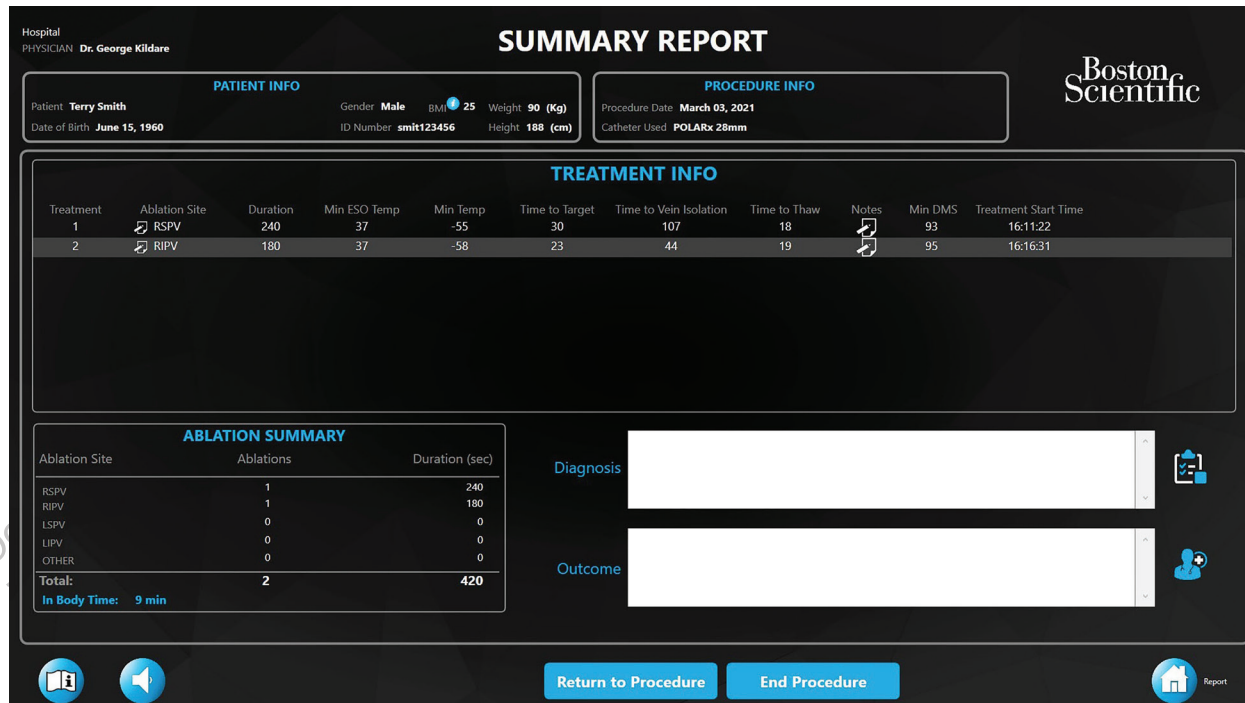 Hospital
PHYSICIAN Dr. George Kildare
SUMMARY REPORT
Boston
Scientific
PATIENT INFO
Patient Terry Smith Gender Male BMI 25 Weight 90 (Kg)
Date of Birth June 15, 1960 ID Number smit123456 Height 188 (cm)
PROCEDURE INFO
Procedure Date March 03, 2021
Catheter Used POLARx 28mm
TREATMENT INFO
Treatment Ablation Site Duration Min ESO Temp Min Temp Time to Target Time to Vein Isolation Time to Thaw Notes Min DMS Treatment Start Time
1 RSPV 240 37 -55 30 107 18 93 16:11:22
2 RIPV 180 37 -58 23 44 19 95 16:16:31
ABLATION SUMMARY
Ablation Site Ablations Duration (sec)
RSPV 1 240
RIPV 1 180
LSPV 0 0
LIPV 0 0
OTHER 0 0
Total: 2 420
In Body Time: 9 min
Diagnosis
Outcome
Return to Procedure
End Procedure
Report